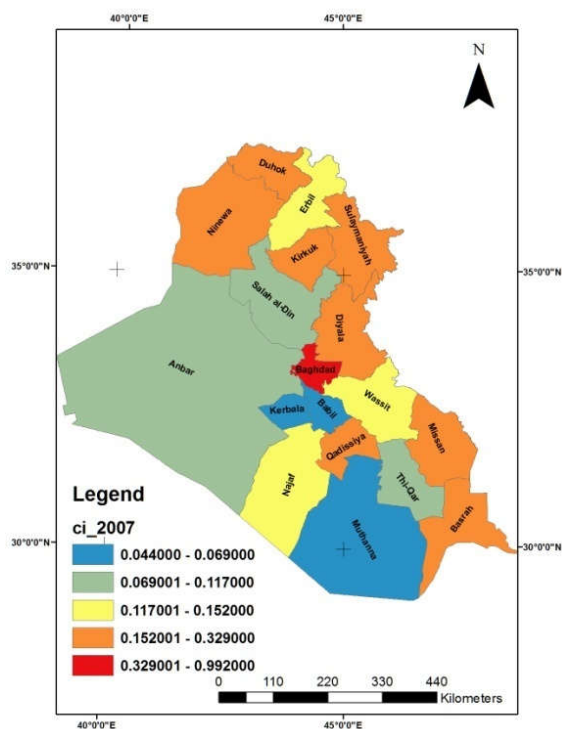 40°0'0"E 45°0'0"E
N
Duhok
Erbil
Ninewa
Sulaymaniyah
Kirkuk
35°0'0"N 35°0'0"N
Salah al-Din
Diyala
Anbar
Baghdad
Wassit
Kerbala
Babil
Missan
Qadissiya
Thi-Qar
Najaf
Basrah
Muthanna
Legend
ci_2007
30°0'0"N 30°0'0"N
0.044000 - 0.069000
0.069001 - 0.117000
0.117001 - 0.152000
0.152001 - 0.329000
0.329001 - 0.992000
0 110 220 330 440
Kilometers
40°0'0"E 45°0'0"E